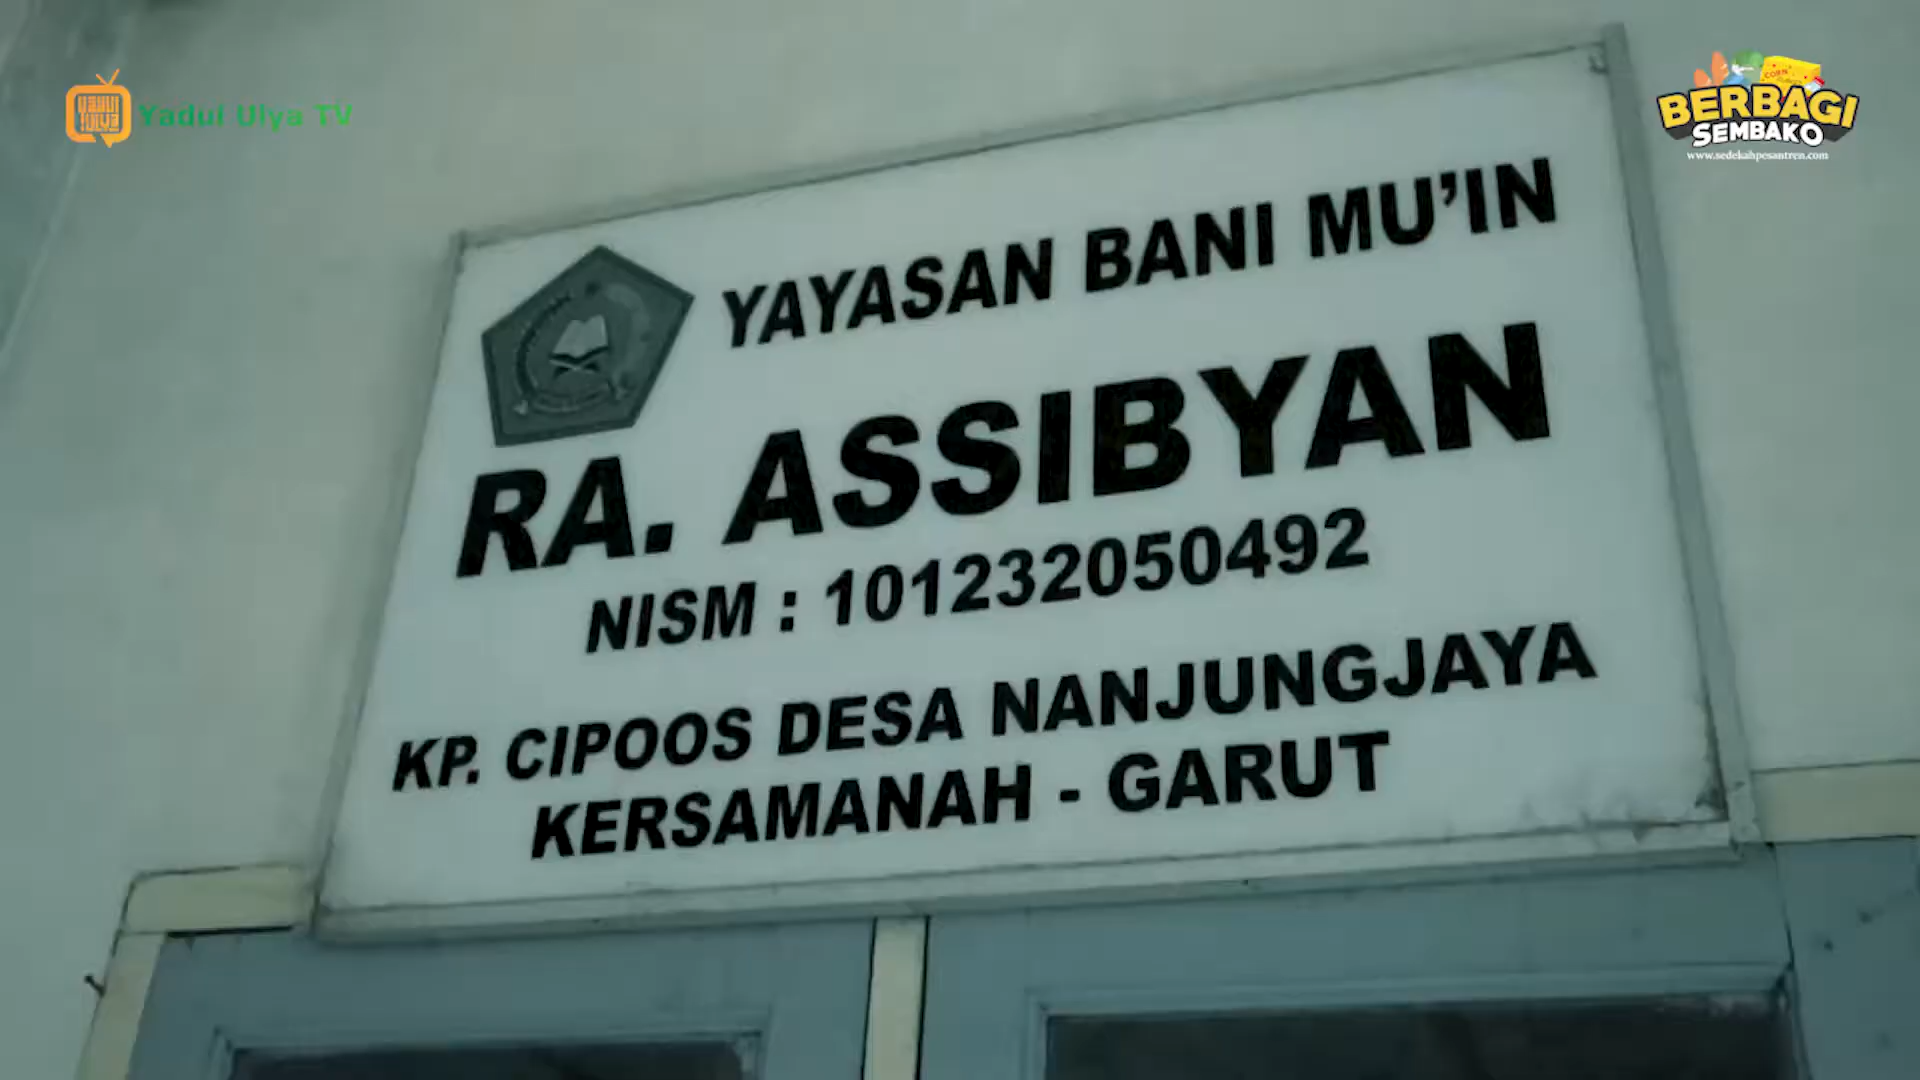 Yadul Ulya TV
BERBAGI
SEMBAKO
www.sedekahpesantren.com
YAYASAN BANI MU'IN
RA. ASSIBYAN
NISM : 101232050492
KP. CIPOOS DESA NANJUNGJAYA
KERSAMANAH - GARUT